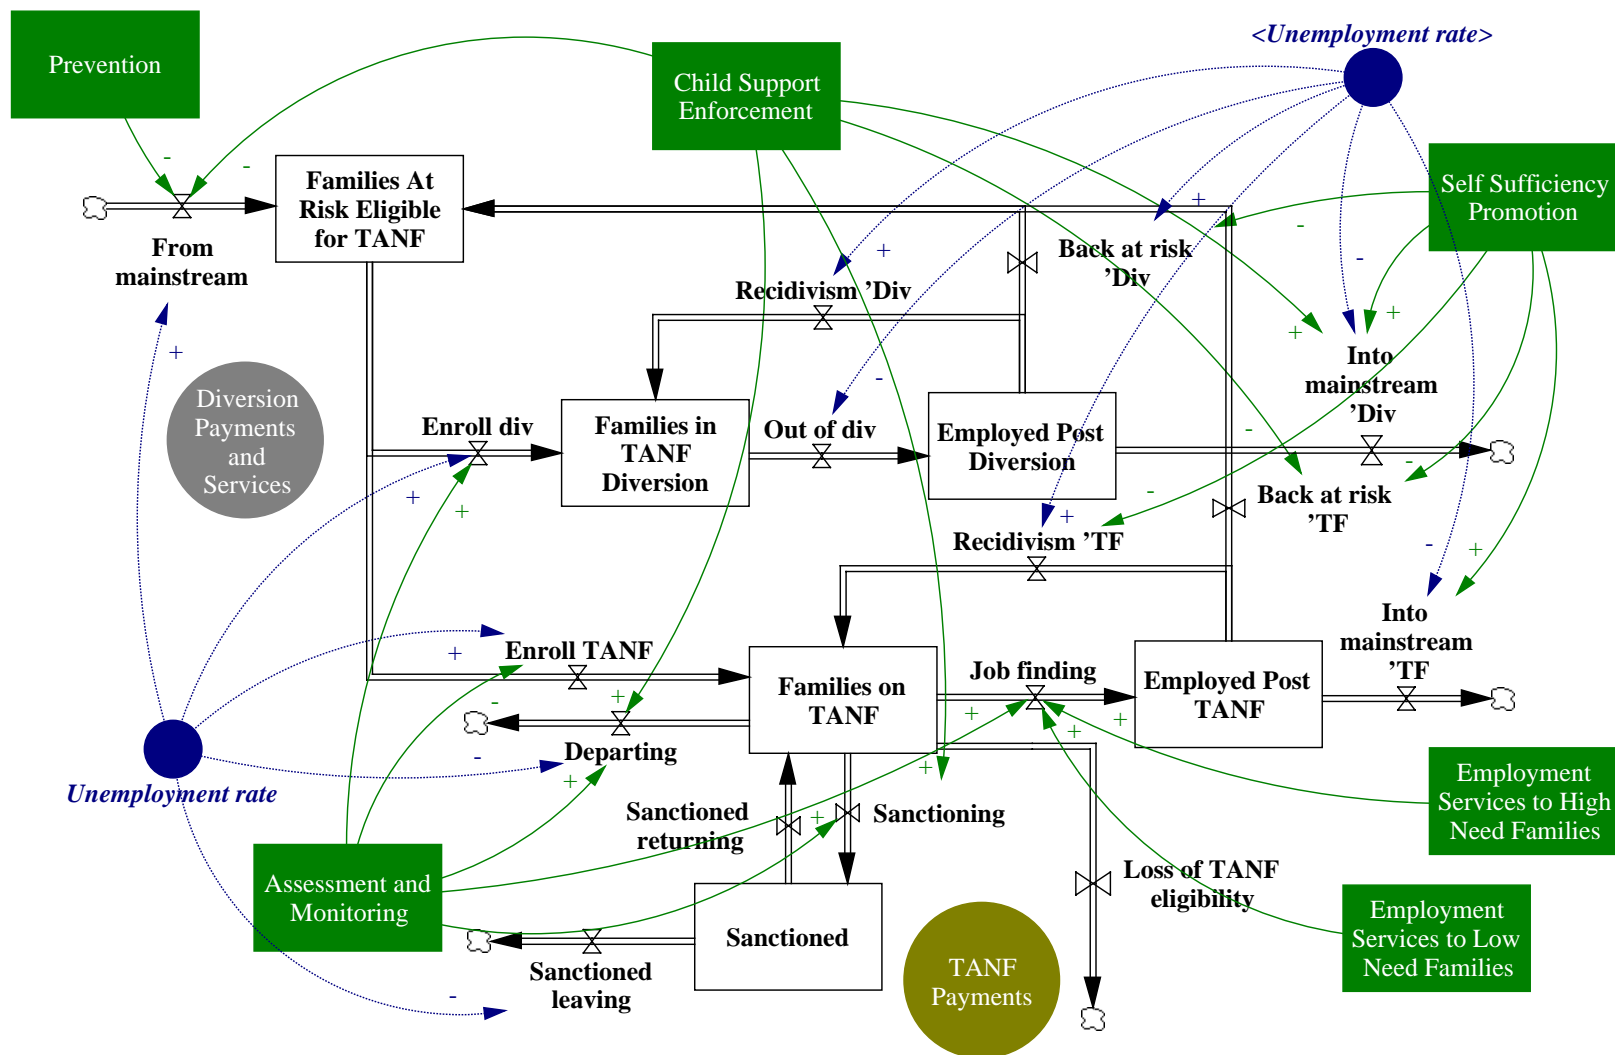 <Unemployment rate>
Prevention
Child Support
Enforcement
Families At
Risk Eligible
for TANF
Self Sufficiency
Promotion
-
-
+
-
From
mainstream
Back at risk
'Div
+
-
Recidivism 'Div
+
+
+
Into
mainstream
'Div
Diversion
Payments
and
Services
-
Enroll div
Families in
TANF
Diversion
Out of div
Employed Post
Diversion
-
-
Back at risk
'TF
+
+
-
+
Recidivism 'TF
-
+
Into
mainstream
'TF
Enroll TANF
+
Families on
TANF
Job finding
Employed Post
TANF
-
+
+
+
+
Departing
-
+
+
Unemployment rate
Sanctioned
returning
+
Sanctioning
Employment
Services to High
Need Families
Assessment and
Monitoring
Loss of TANF
eligibility
Sanctioned
Employment
Services to Low
Need Families
Sanctioned
leaving
-
TANF
Payments